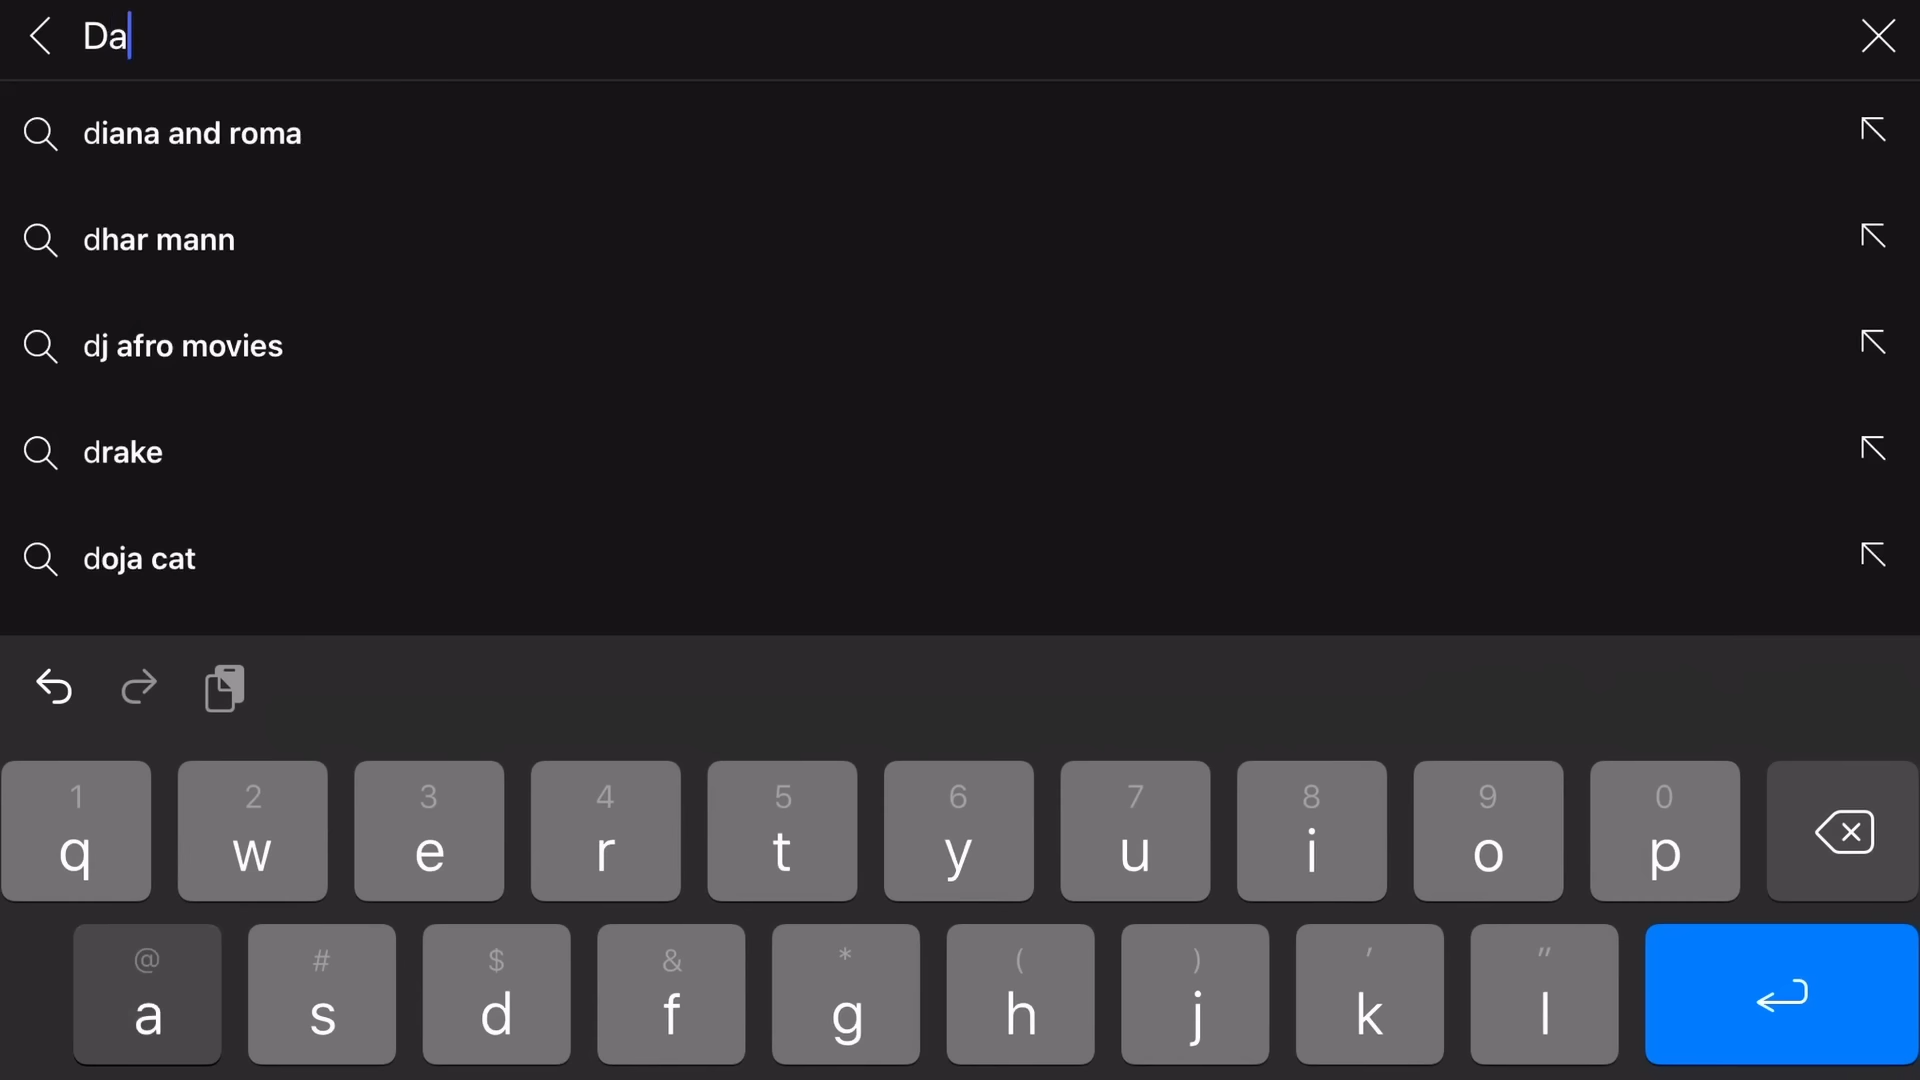 Da
diana and roma
dhar mann
dj afro movies
drake
doja cat
1 2 3 4 5 6 7 8 9 0
q w e r t y u i o p
@ # $ & * ( ) ' "
a s d f g h j k l